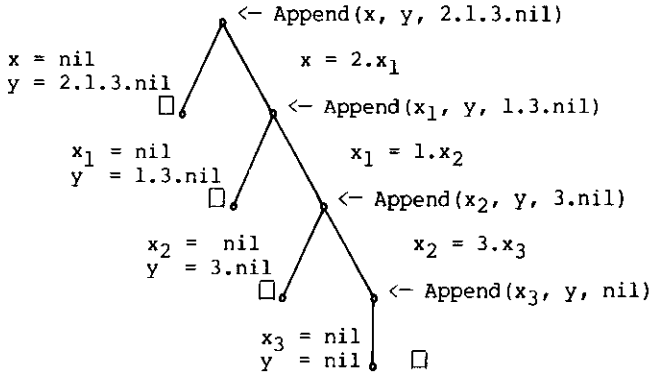 <— Append(x, y, 2.1.3.nil)
x = nil
y = 2.1.3.nil
x = 2.x₁
<— Append(x₁, y, 1.3.nil)
x₁ = nil
y = 1.3.nil
x₁ = 1.x₂
<— Append(x₂, y, 3.nil)
x₂ = nil
y = 3.nil
x₂ = 3.x₃
<— Append(x₃, y, nil)
x₃ = nil
y = nil